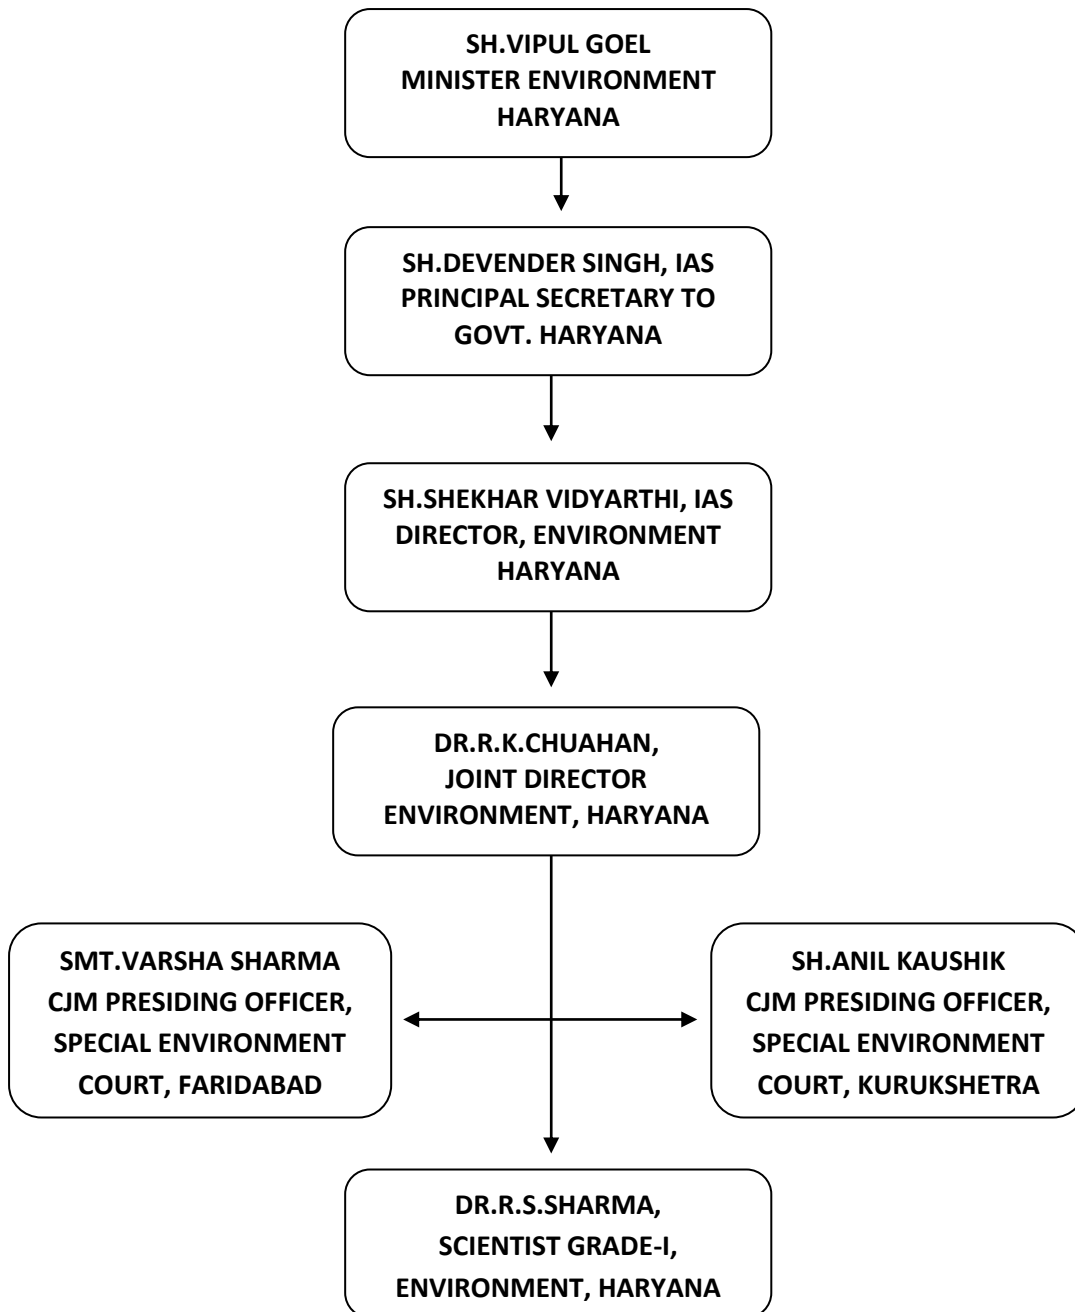 SH.VIPUL GOEL
MINISTER ENVIRONMENT
HARYANA
SH.DEVENDER SINGH, IAS
PRINCIPAL SECRETARY TO
GOVT. HARYANA
SH.SHEKHAR VIDYARTHI, IAS
DIRECTOR, ENVIRONMENT
HARYANA
DR.R.K.CHUAHAN,
JOINT DIRECTOR
ENVIRONMENT, HARYANA
SMT.VARSHA SHARMA
CJM PRESIDING OFFICER,
SPECIAL ENVIRONMENT
COURT, FARIDABAD
SH.ANIL KAUSHIK
CJM PRESIDING OFFICER,
SPECIAL ENVIRONMENT
COURT, KURUKSHETRA
DR.R.S.SHARMA,
SCIENTIST GRADE-I,
ENVIRONMENT, HARYANA